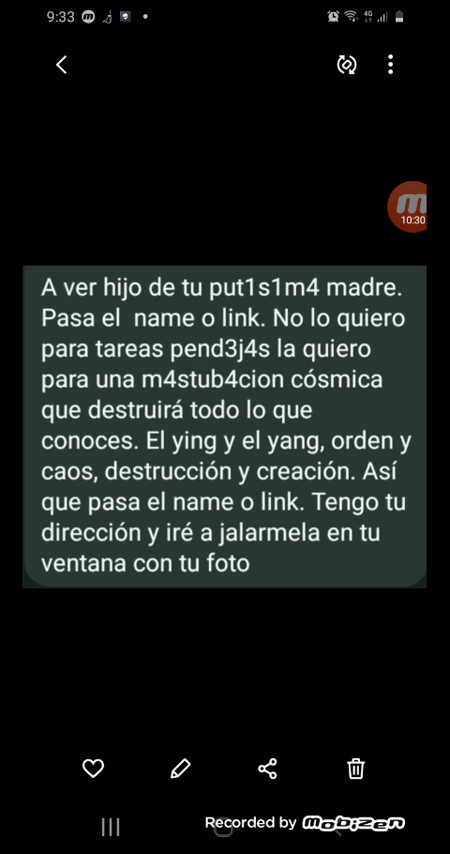 9:33
4G
10:30
A ver hijo de tu put1s1m4 madre.
Pasa el name o link. No lo quiero
para tareas pend3j4s la quiero
para una m4stub4cion cósmica
que destruirá todo lo que
conoces. El ying y el yang, orden y
caos, destrucción y creación. Así
que pasa el name o link. Tengo tu
dirección y iré a jalarmela en tu
ventana con tu foto
Recorded by mobizen